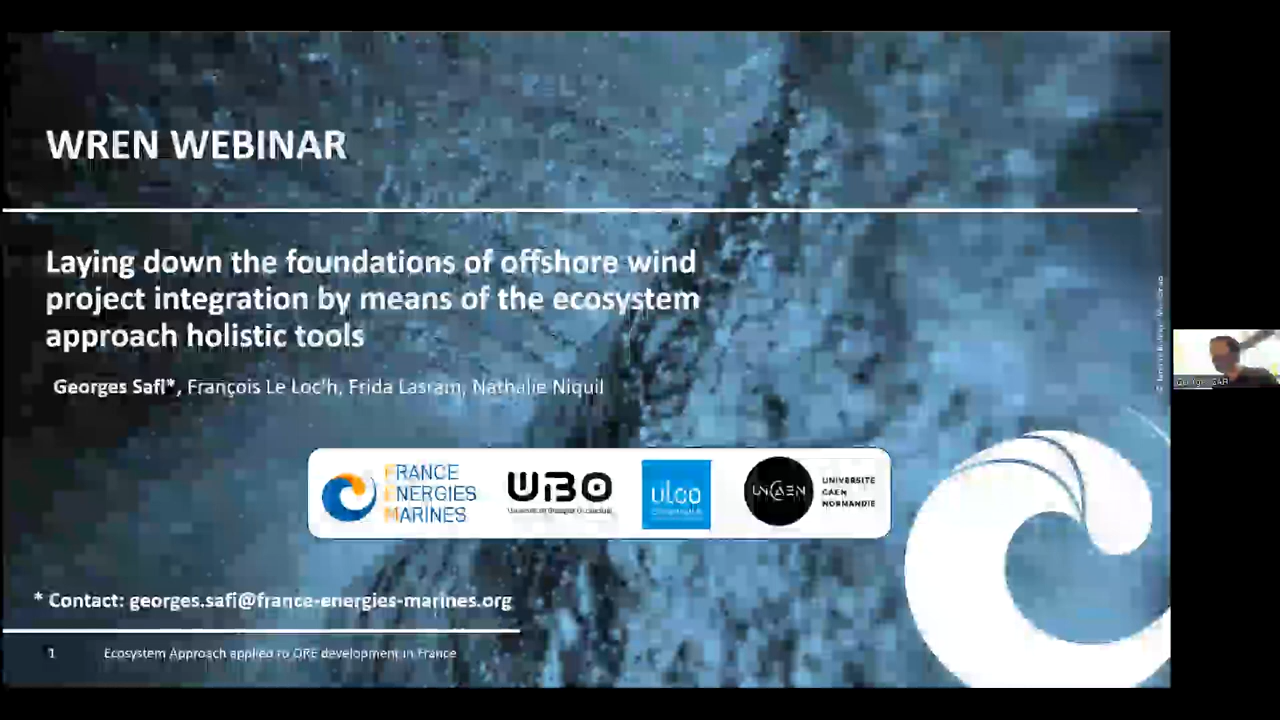 WREN WEBINAR
Laying down the foundations of offshore wind
project integration by means of the ecosystem
approach holistic tools
Georges Safi*, François Le Loc'h, Frida Lasram, Nathalie Niquil
FRANCE
ENERGIES
MARINES
UBO
ulco
UNICAEN
UNIVERSITE
CAEN
NORMANDIE
* Contact: georges.safi@france-energies-marines.org
1 Ecosystem Approach applied to ORE development in France